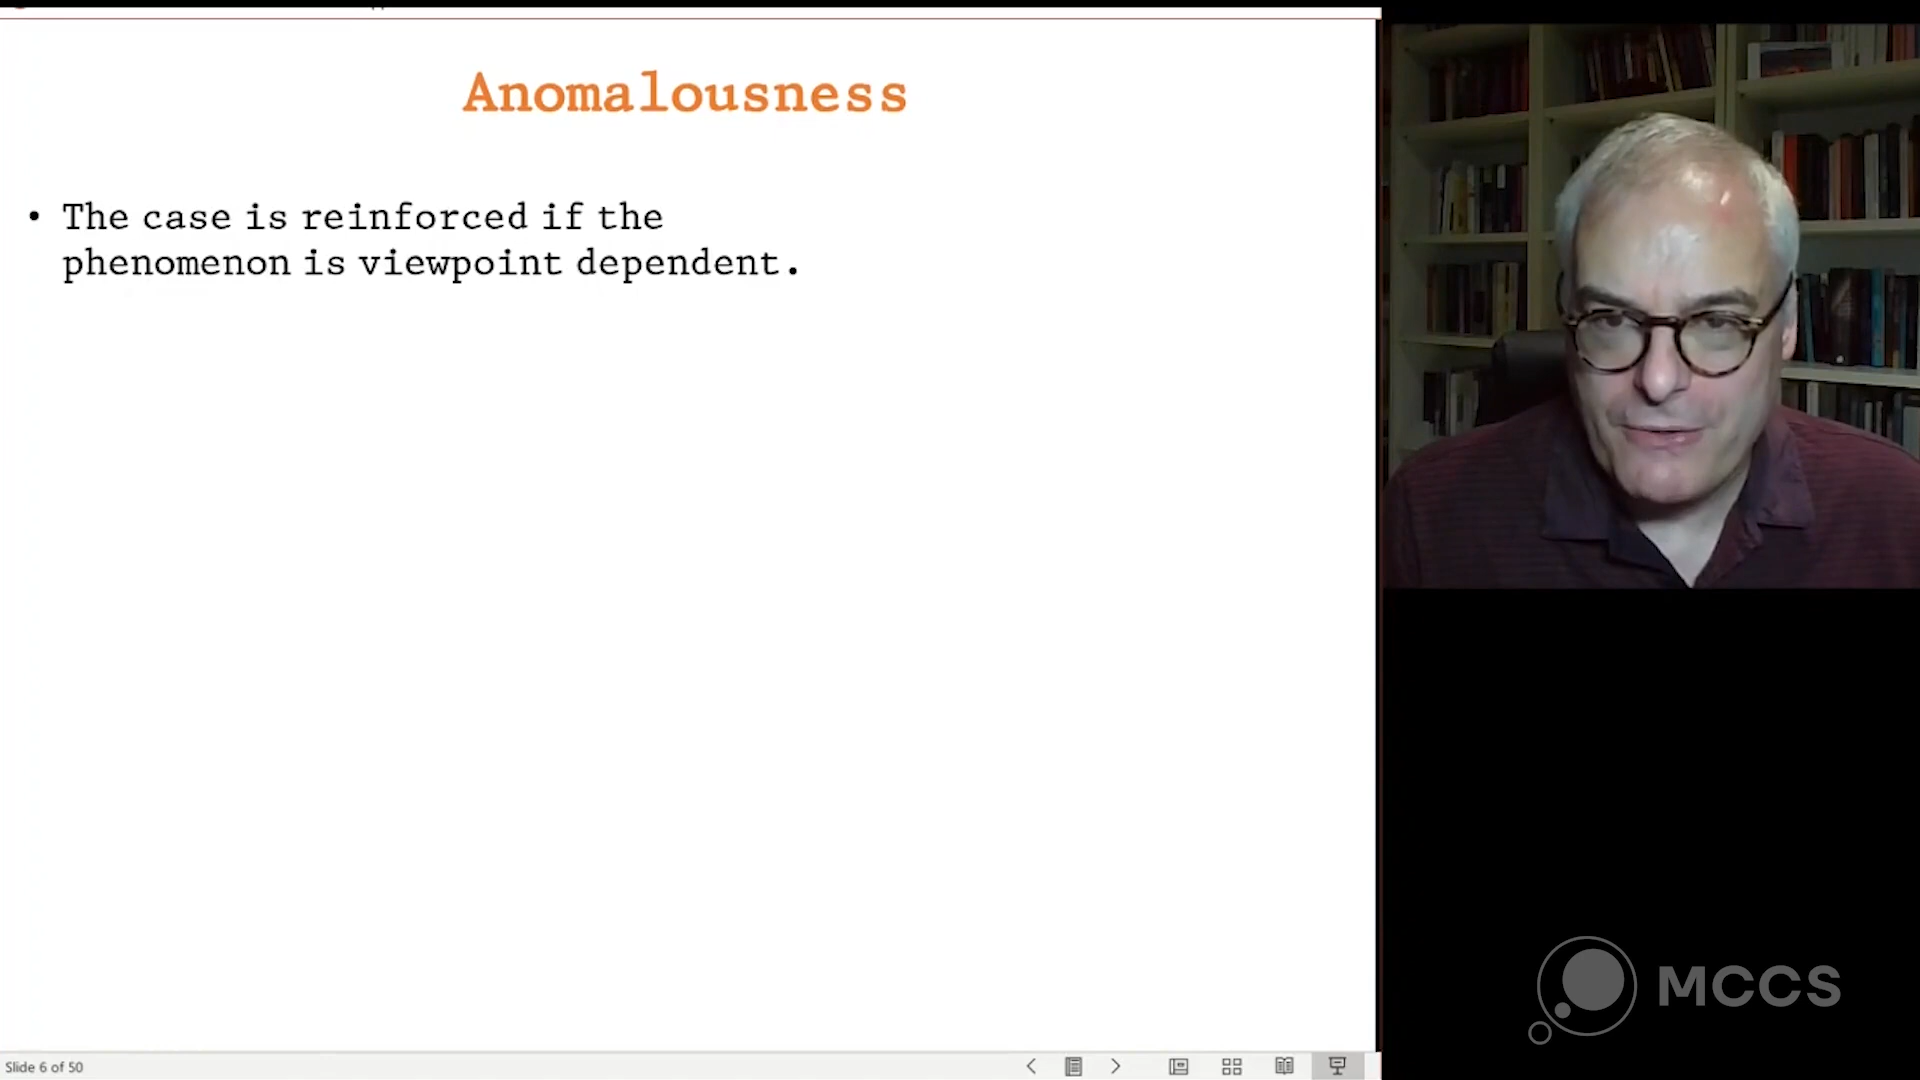 Anomalousness
• The case is reinforced if the
phenomenon is viewpoint dependent.
MCCS
Slide 6 of 50